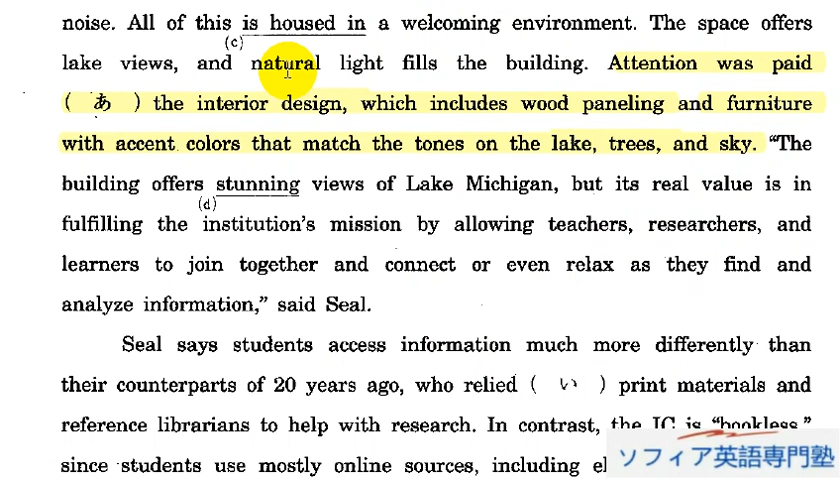 noise. All of this is housed in a welcoming environment. The space offers
(c)
lake views, and natural light fills the building. Attention was paid
( あ ) the interior design, which includes wood paneling and furniture
with accent colors that match the tones on the lake, trees, and sky. “The
building offers stunning views of Lake Michigan, but its real value is in
(d)
fulfilling the institution’s mission by allowing teachers, researchers, and
learners to join together and connect or even relax as they find and
analyze information,” said Seal.
Seal says students access information much more differently than
their counterparts of 20 years ago, who relied ( い ) print materials and
reference librarians to help with research. In contrast, the IC is “bookless”
since students use mostly online sources, including
ソフィア英語専門塾